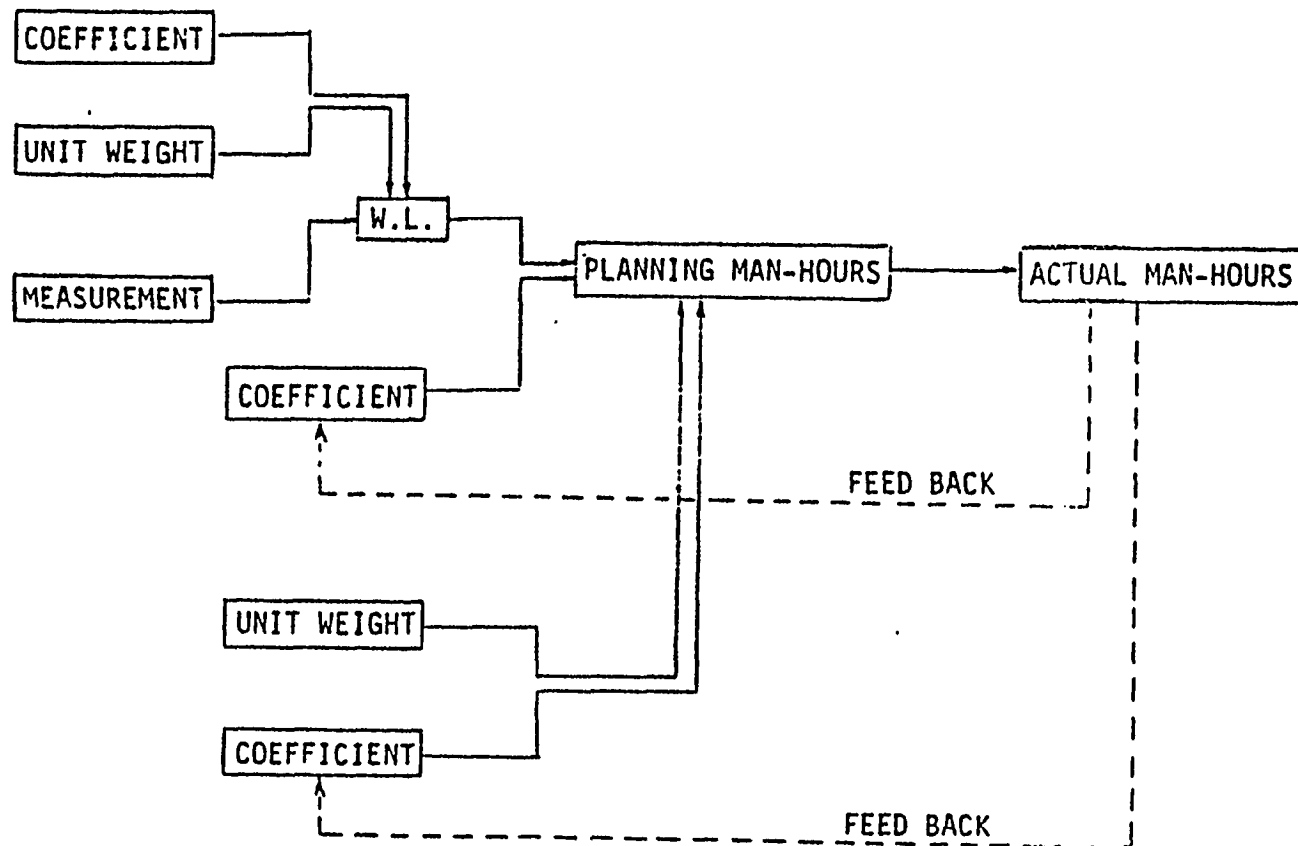 COEFFICIENT
UNIT WEIGHT
W.L.
MEASUREMENT
PLANNING MAN-HOURS
ACTUAL MAN-HOURS
COEFFICIENT
FEED BACK
UNIT WEIGHT
COEFFICIENT
FEED BACK